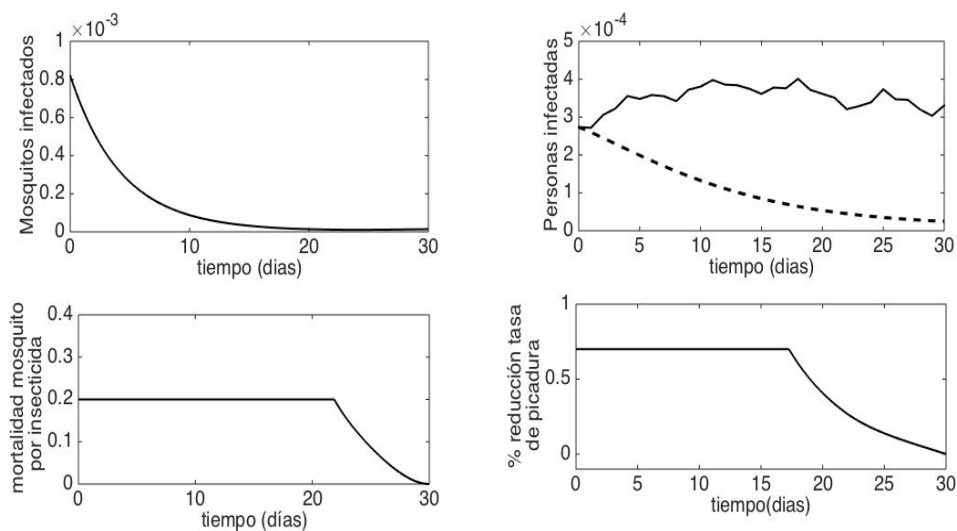 ×10⁻³
1
0.8
0.6
0.4
0.2
0
0 10 20 30
Mosquitos infectados
tiempo (dias)
×10⁻⁴
5
4
3
2
1
0
0 5 10 15 20 25 30
Personas infectadas
tiempo (dias)
0.4
0.3
0.2
0.1
0
0 10 20 30
mortalidad mosquito
por insecticida
tiempo (días)
1
0.5
0
0 5 10 15 20 25 30
% reducción tasa
de picadura
tiempo(dias)